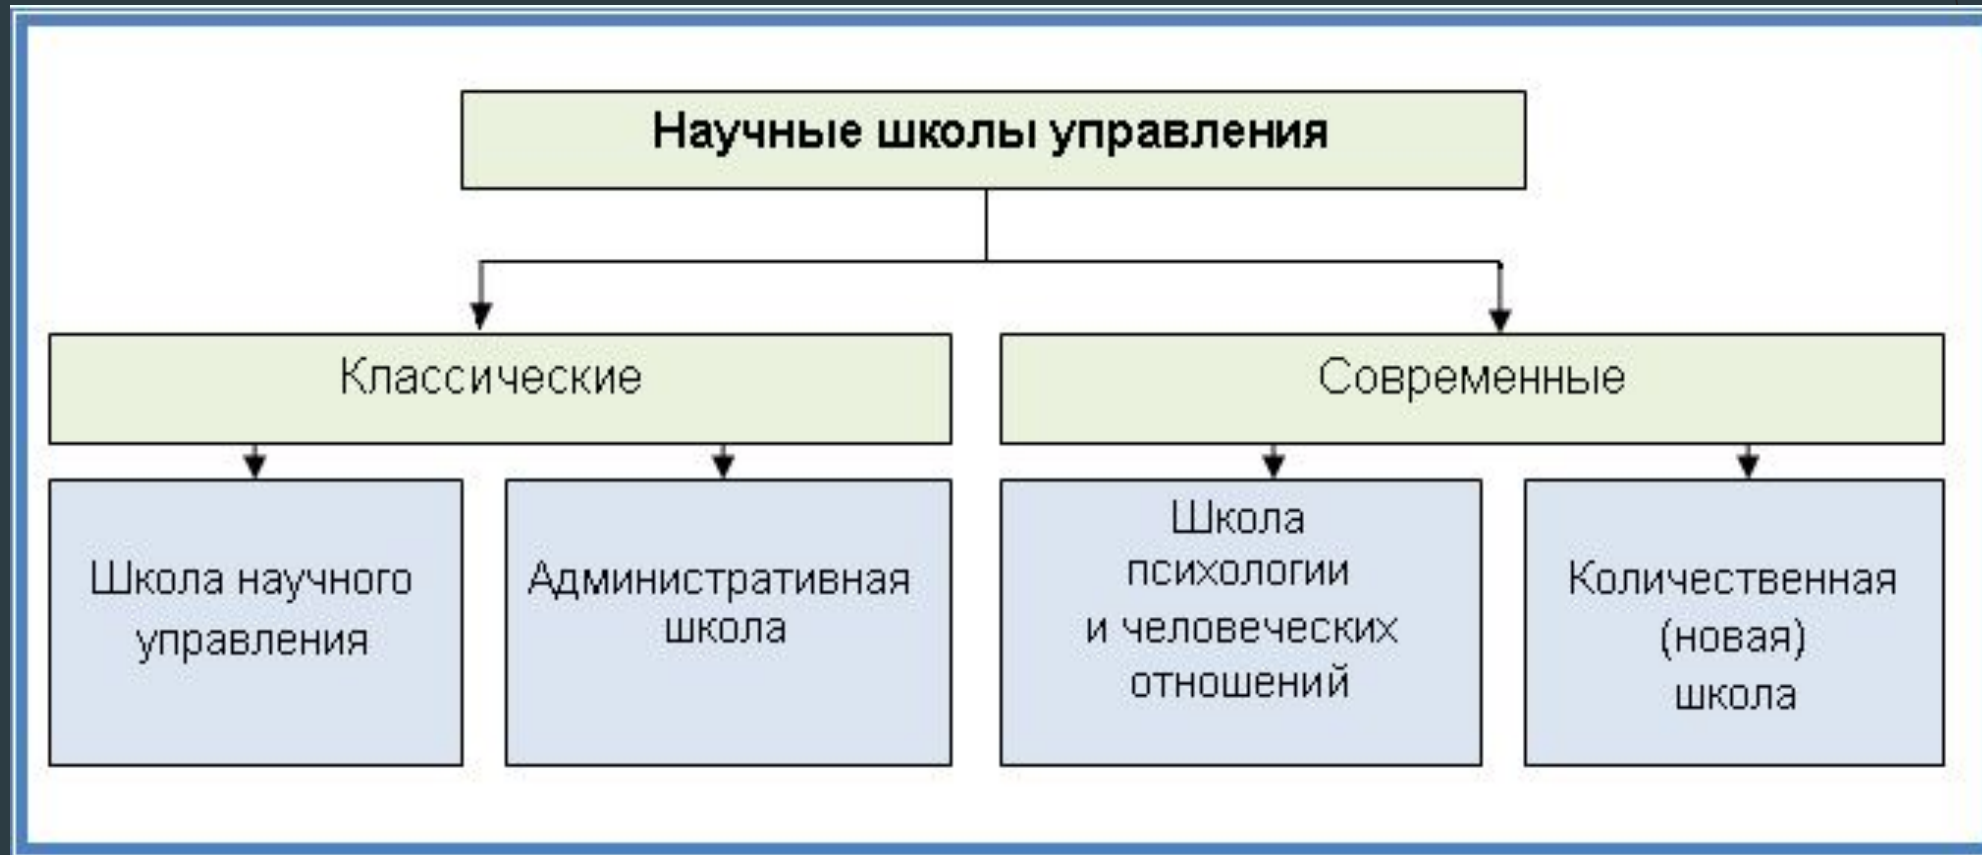 Научные школы управления
Классические
Современные
Школа научного
управления
Административная
школа
Школа
психологии
и человеческих
отношений
Количественная
(новая)
школа